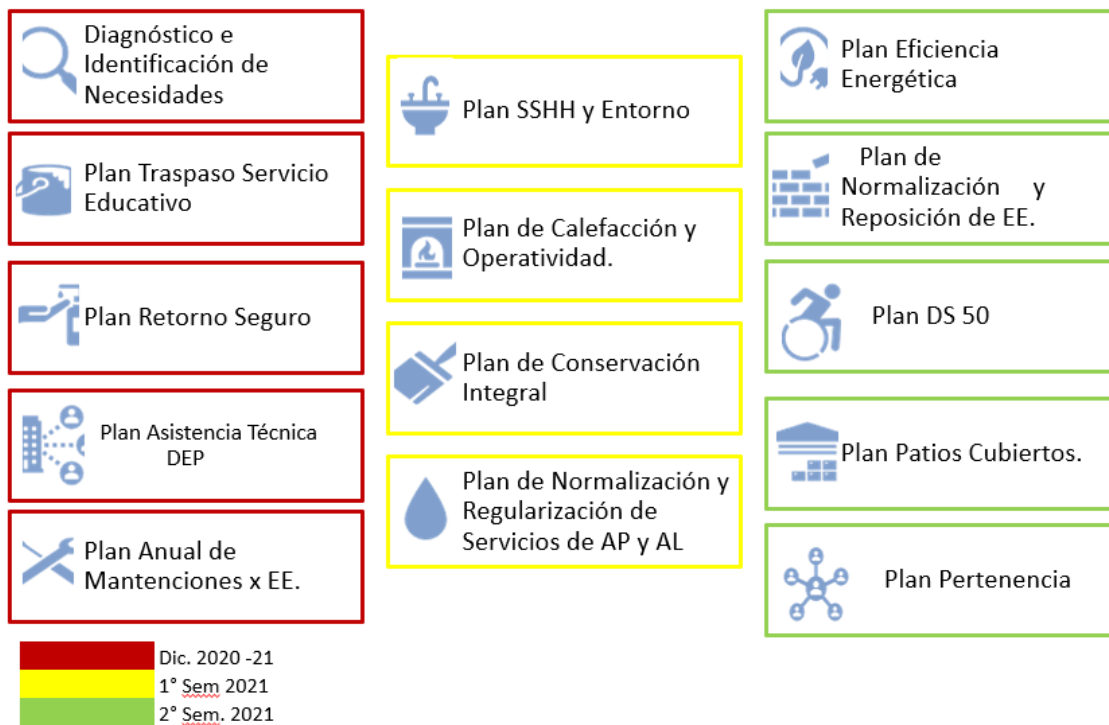 Diagnóstico e
Identificación de
Necesidades
Plan Traspaso Servicio
Educativo
Plan Retorno Seguro
Plan Asistencia Técnica
DEP
Plan Anual de
Mantenciones x EE.
Plan SSHH y Entorno
Plan de Calefacción y
Operatividad.
Plan de Conservación
Integral
Plan de Normalización y
Regularización de
Servicios de AP y AL
Plan Eficiencia
Energética
Plan de
Normalización y
Reposición de EE.
Plan DS 50
Plan Patios Cubiertos.
Plan Pertenencia
Dic. 2020 -21
1° Sem 2021
2° Sem. 2021